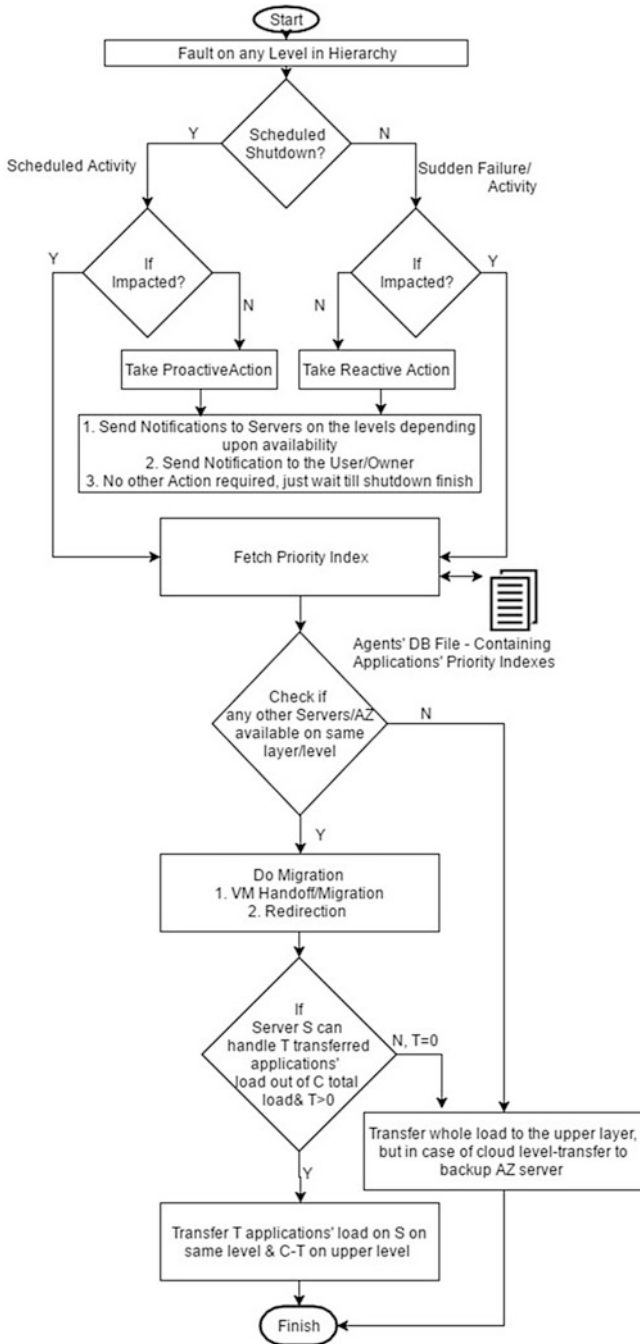 Start
Fault on any Level in Hierarchy
Scheduled
Shutdown?
Y
N
Scheduled Activity
Sudden Failure/
Activity
If
Impacted?
Y
N
If
Impacted?
N
Y
Take ProactiveAction
Take Reactive Action
1. Send Notifications to Servers on the levels depending
upon availability
2. Send Notification to the User/Owner
3. No other Action required, just wait till shutdown finish
Fetch Priority Index
Agents' DB File - Containing
Applications' Priority Indexes
Check if
any other Servers/AZ
available on same
layer/level
N
Y
Do Migration
1. VM Handoff/Migration
2. Redirection
If
Server S can
handle T transferred
applications'
load out of C total
load& T>0
N, T=0
Y
Transfer whole load to the upper layer,
but in case of cloud level-transfer to
backup AZ server
Transfer T applications' load on S on
same level & C-T on upper level
Finish